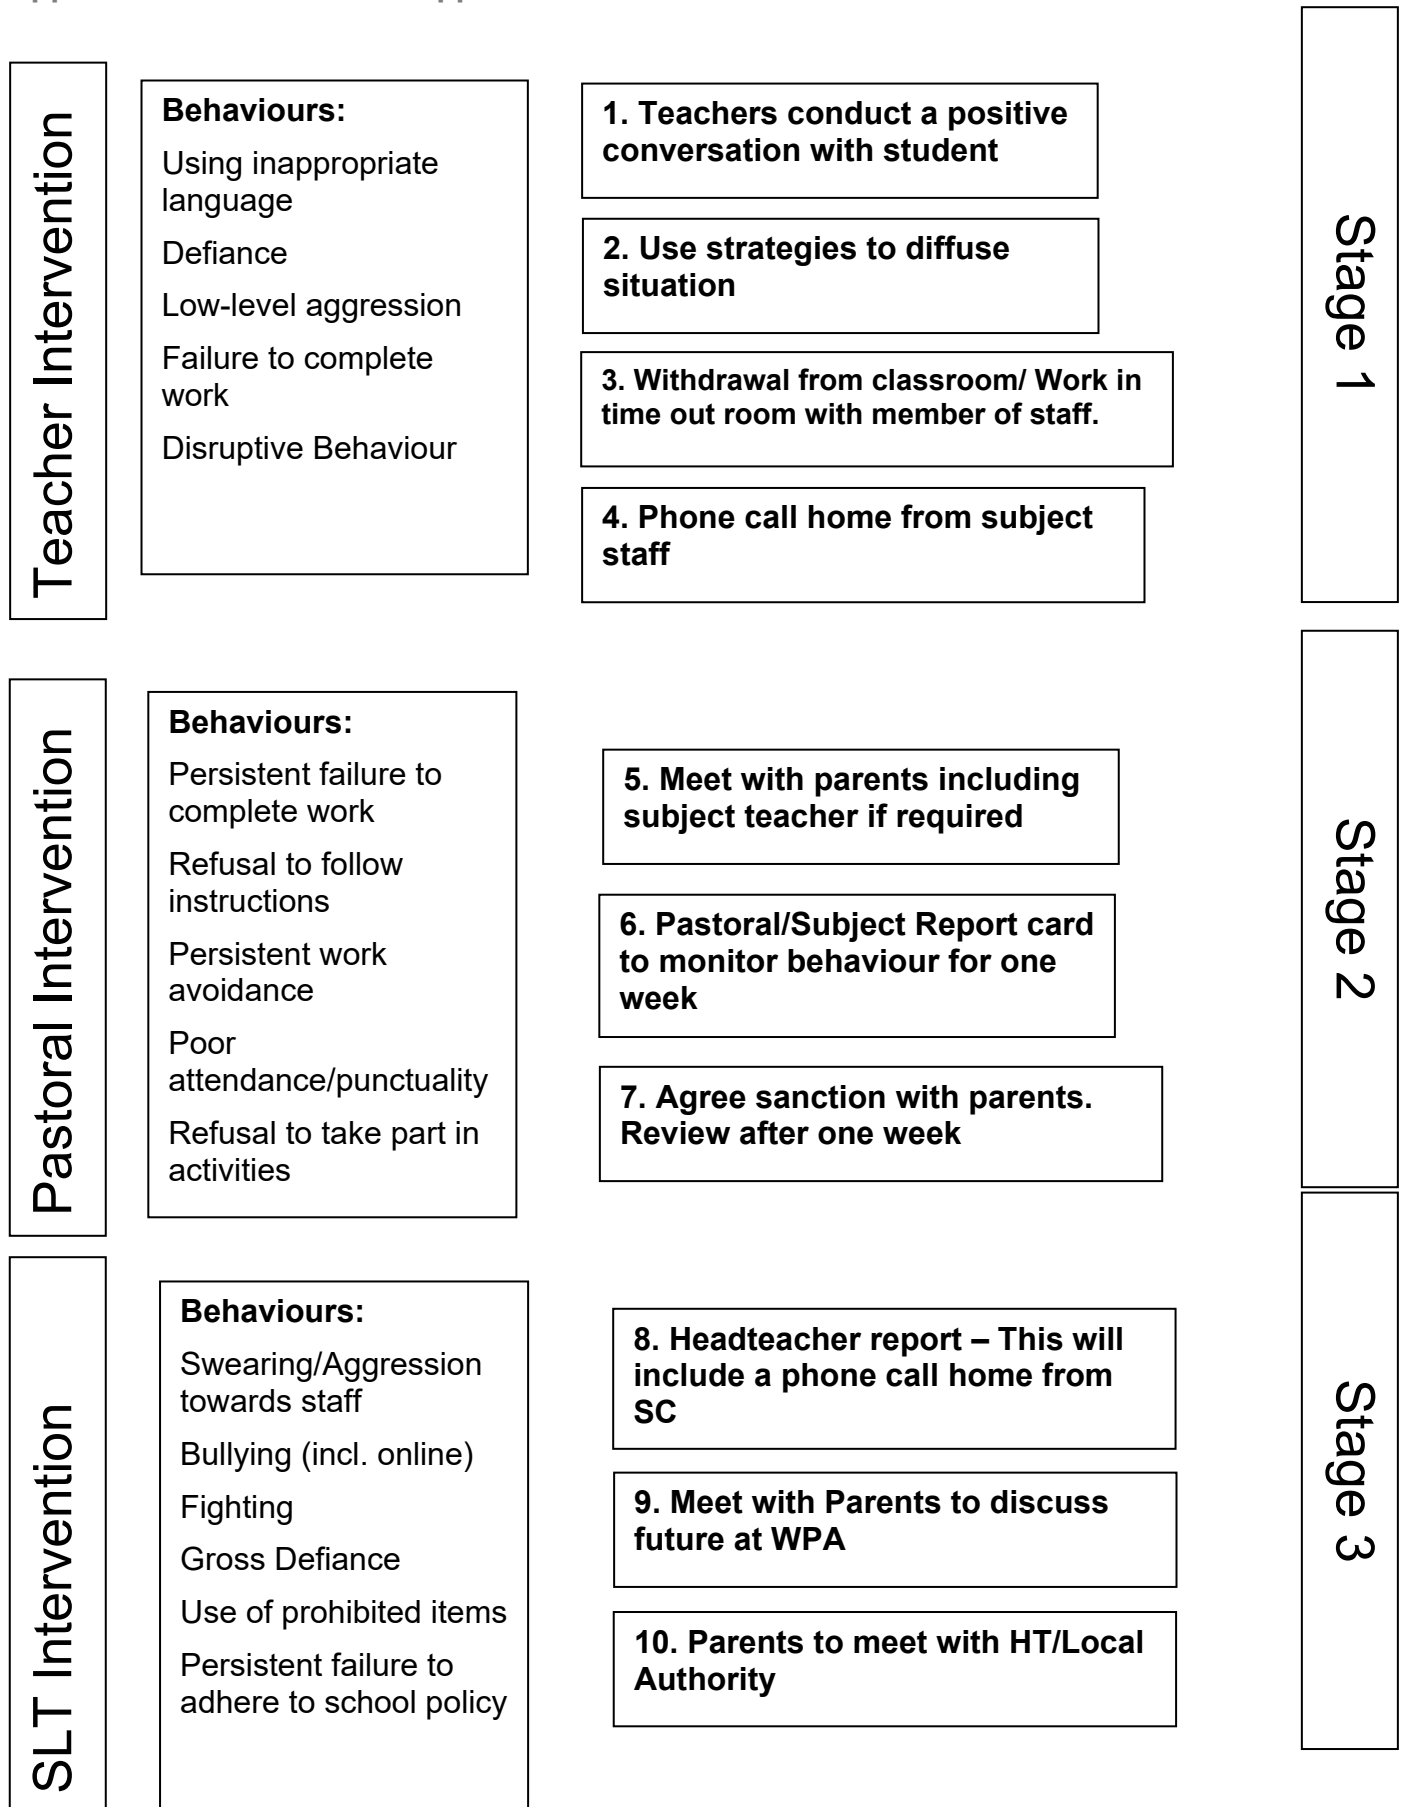 Teacher Intervention
Behaviours:
Using inappropriate
language
Defiance
Low-level aggression
Failure to complete
work
Disruptive Behaviour
1. Teachers conduct a positive
conversation with student
2. Use strategies to diffuse
situation
3. Withdrawal from classroom/ Work in
time out room with member of staff.
4. Phone call home from subject
staff
Stage 1
Pastoral Intervention
Behaviours:
Persistent failure to
complete work
Refusal to follow
instructions
Persistent work
avoidance
Poor
attendance/punctuality
Refusal to take part in
activities
5. Meet with parents including
subject teacher if required
6. Pastoral/Subject Report card
to monitor behaviour for one
week
7. Agree sanction with parents.
Review after one week
Stage 2
SLT Intervention
Behaviours:
Swearing/Aggression
towards staff
Bullying (incl. online)
Fighting
Gross Defiance
Use of prohibited items
Persistent failure to
adhere to school policy
8. Headteacher report – This will
include a phone call home from
SC
9. Meet with Parents to discuss
future at WPA
10. Parents to meet with HT/Local
Authority
Stage 3